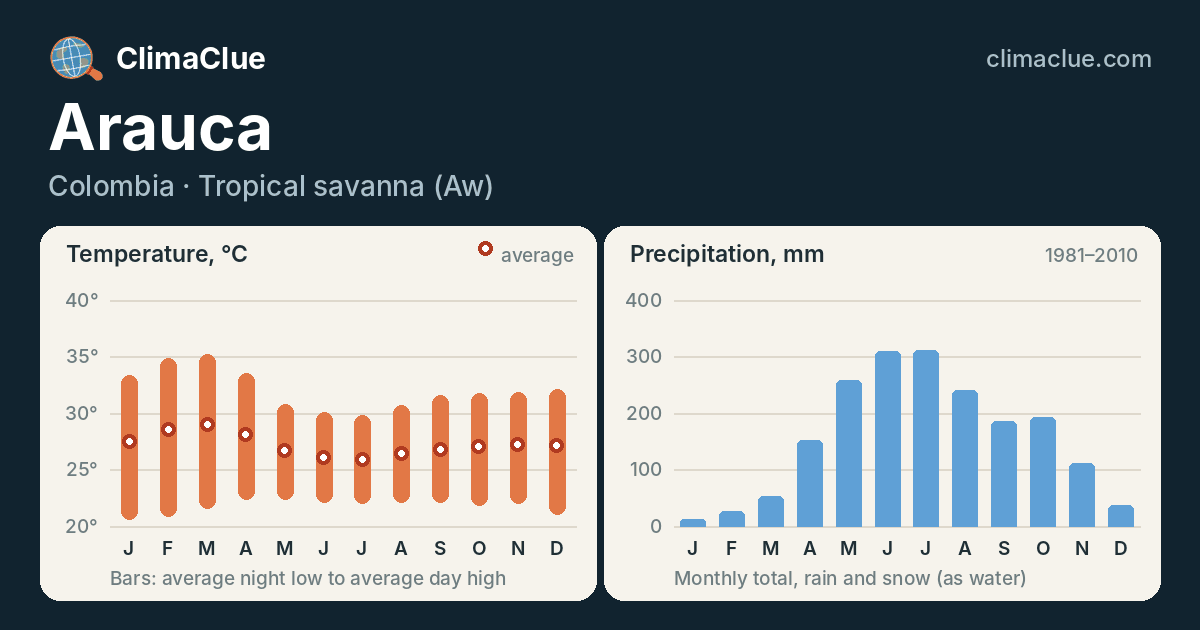 ClimaClue
climaclue.com
Arauca
Colombia · Tropical savanna (Aw)
Temperature, °C
average
40°
35°
30°
25°
20°
J F M A M J J A S O N D
Bars: average night low to average day high
Precipitation, mm
1981–2010
400
300
200
100
0
J F M A M J J A S O N D
Monthly total, rain and snow (as water)